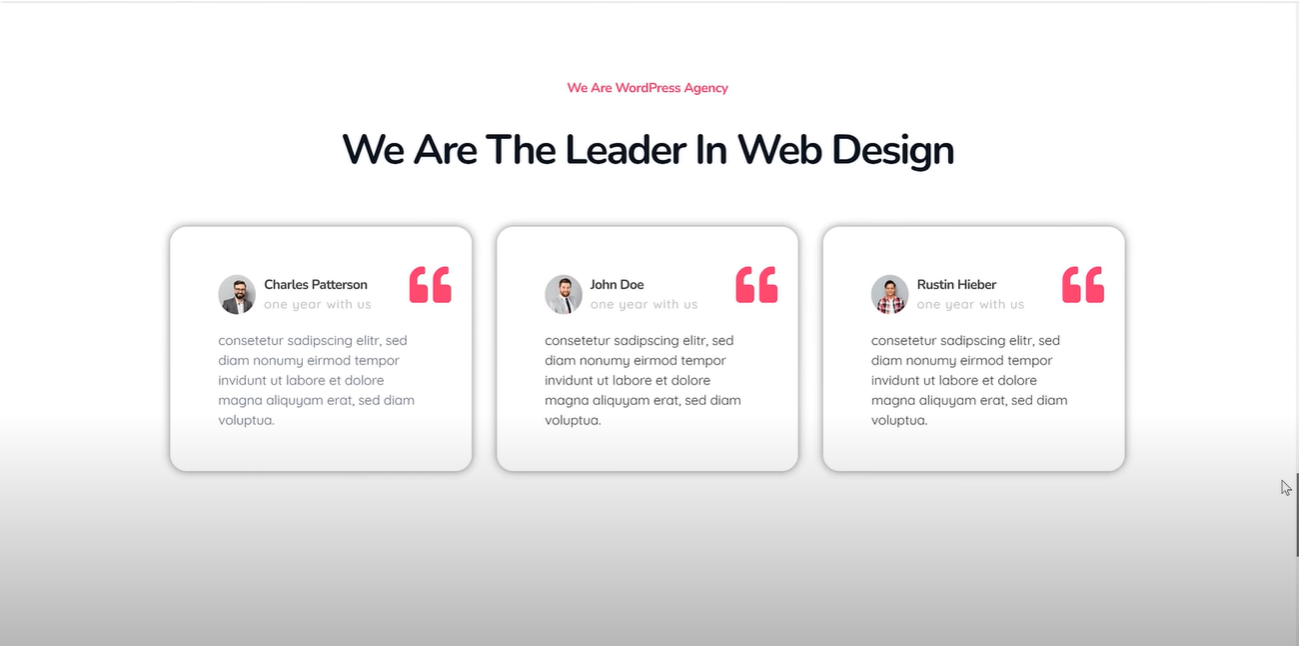 We Are WordPress Agency
We Are The Leader In Web Design
Charles Patterson
one year with us
consetetur sadipscing elitr, sed
diam nonumy eirmod tempor
invidunt ut labore et dolore
magna aliquyam erat, sed diam
voluptua.
John Doe
one year with us
consetetur sadipscing elitr, sed
diam nonumy eirmod tempor
invidunt ut labore et dolore
magna aliquyam erat, sed diam
voluptua.
Rustin Hieber
one year with us
consetetur sadipscing elitr, sed
diam nonumy eirmod tempor
invidunt ut labore et dolore
magna aliquyam erat, sed diam
voluptua.